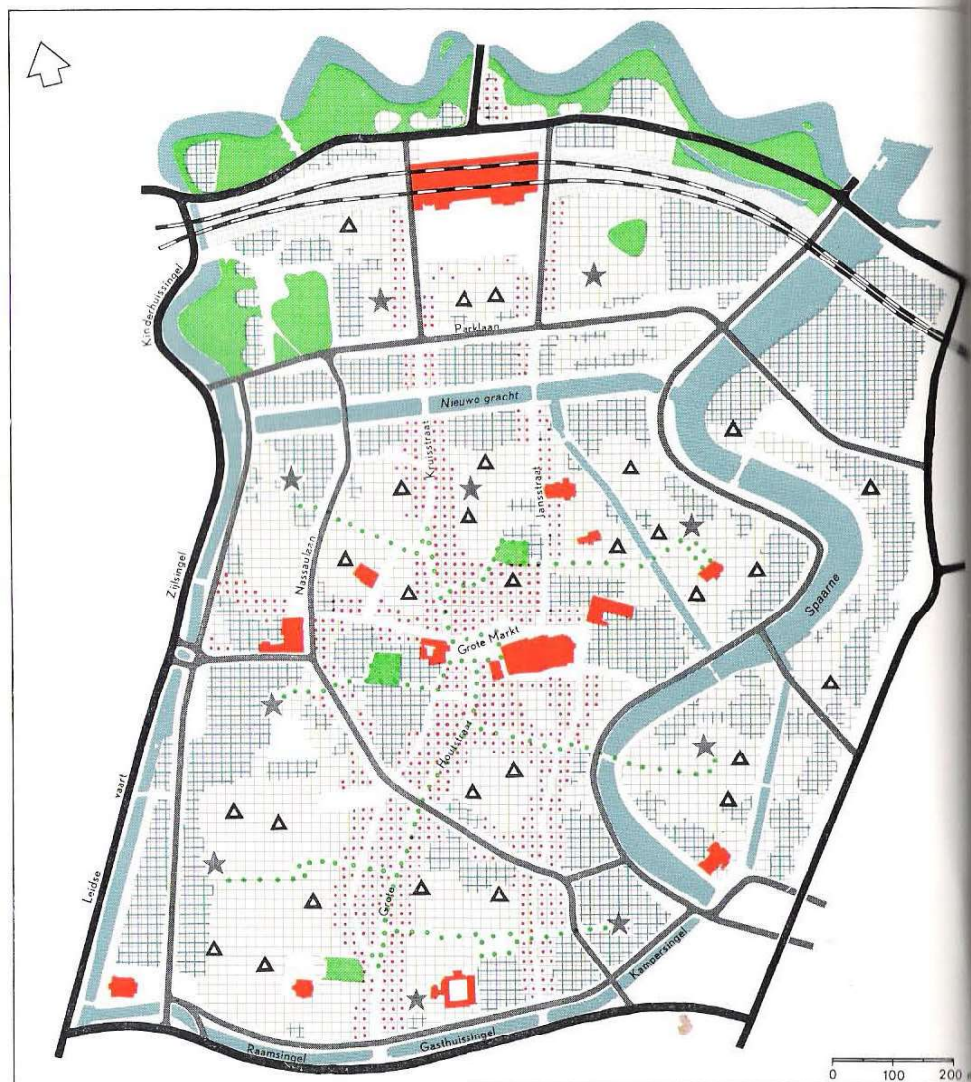 Parklaan
Kinderhuissingel
Nieuwe gracht
Kruisstraat
Jansstraat
Nassaulaan
Zijlsingel
Spaarne
Grote Markt
Houtstraat
Grote
Leidse
vaart
Kampersingel
Gasthuissingel
Raamsingel
0 100 200